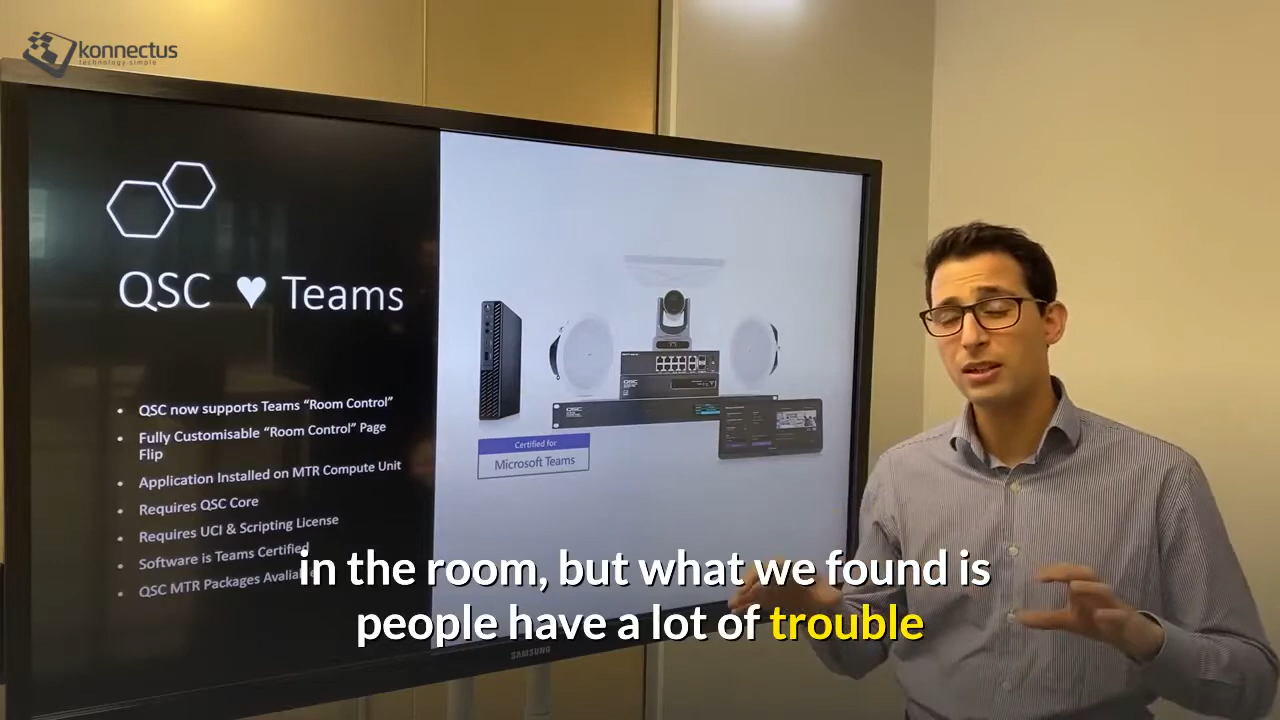 konnectus
technology.simple
QSC ♥ Teams
• QSC now supports Teams “Room Control”
• Fully Customisable “Room Control” Page
Flip
• Application Installed on MTR Compute Unit
• Requires QSC Core
• Requires UCI & Scripting License
• Software is Teams Certified
• QSC MTR Packages
QSC
QSC
Certified for
Microsoft Teams
in the room, but what we found is
people have a lot of trouble
SAMSUNG